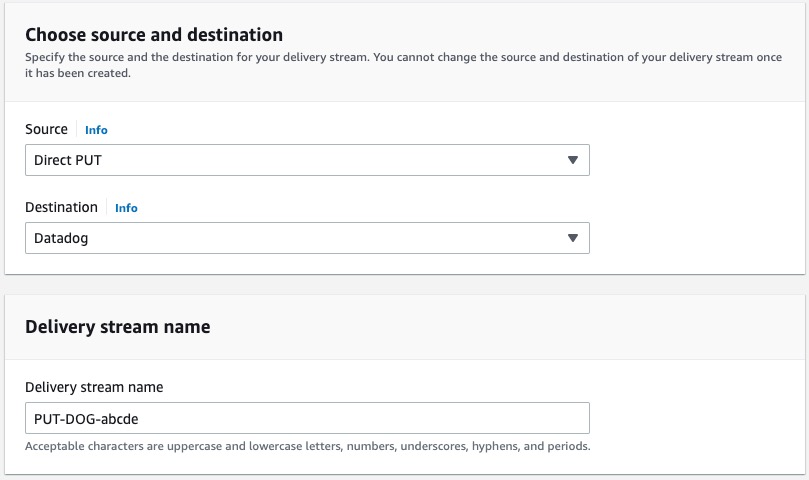 Choose source and destination
Specify the source and the destination for your delivery stream. You cannot change the source and destination of your delivery stream once
it has been created.
Source Info
Direct PUT
Destination Info
Datadog
Delivery stream name
Delivery stream name
PUT-DOG-abcde
Acceptable characters are uppercase and lowercase letters, numbers, underscores, hyphens, and periods.